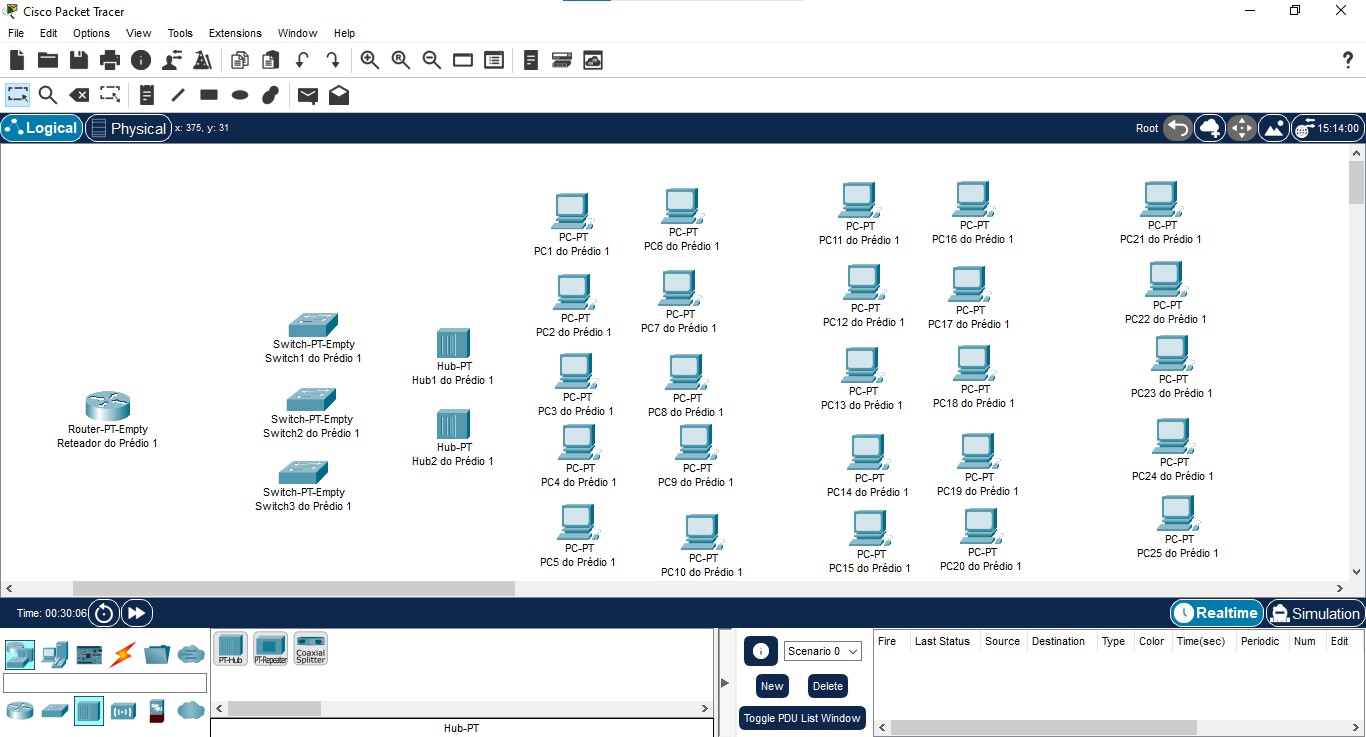 Cisco Packet Tracer
File Edit Options View Tools Extensions Window Help
?
Logical Physical x: 375, y: 31 Root 15:14:00
PC-PT
PC1 do Prédio 1
PC-PT
PC6 do Prédio 1
PC-PT
PC11 do Prédio 1
PC-PT
PC16 do Prédio 1
PC-PT
PC21 do Prédio 1
PC-PT
PC2 do Prédio 1
PC-PT
PC7 do Prédio 1
PC-PT
PC12 do Prédio 1
PC-PT
PC17 do Prédio 1
PC-PT
PC22 do Prédio 1
Switch-PT-Empty
Switch1 do Prédio 1
Hub-PT
Hub1 do Prédio 1
PC-PT
PC3 do Prédio 1
PC-PT
PC8 do Prédio 1
PC-PT
PC13 do Prédio 1
PC-PT
PC18 do Prédio 1
PC-PT
PC23 do Prédio 1
Router-PT-Empty
Reteador do Prédio 1
Switch-PT-Empty
Switch2 do Prédio 1
Hub-PT
Hub2 do Prédio 1
PC-PT
PC4 do Prédio 1
PC-PT
PC9 do Prédio 1
PC-PT
PC14 do Prédio 1
PC-PT
PC19 do Prédio 1
PC-PT
PC24 do Prédio 1
Switch-PT-Empty
Switch3 do Prédio 1
PC-PT
PC5 do Prédio 1
PC-PT
PC10 do Prédio 1
PC-PT
PC15 do Prédio 1
PC-PT
PC20 do Prédio 1
PC-PT
PC25 do Prédio 1
Time: 00:30:06 Realtime Simulation
PT-Hub PT-Repeater Coaxial Splitter
Hub-PT
Scenario 0
New Delete
Toggle PDU List Window
Fire Last Status Source Destination Type Color Time(sec) Periodic Num Edit